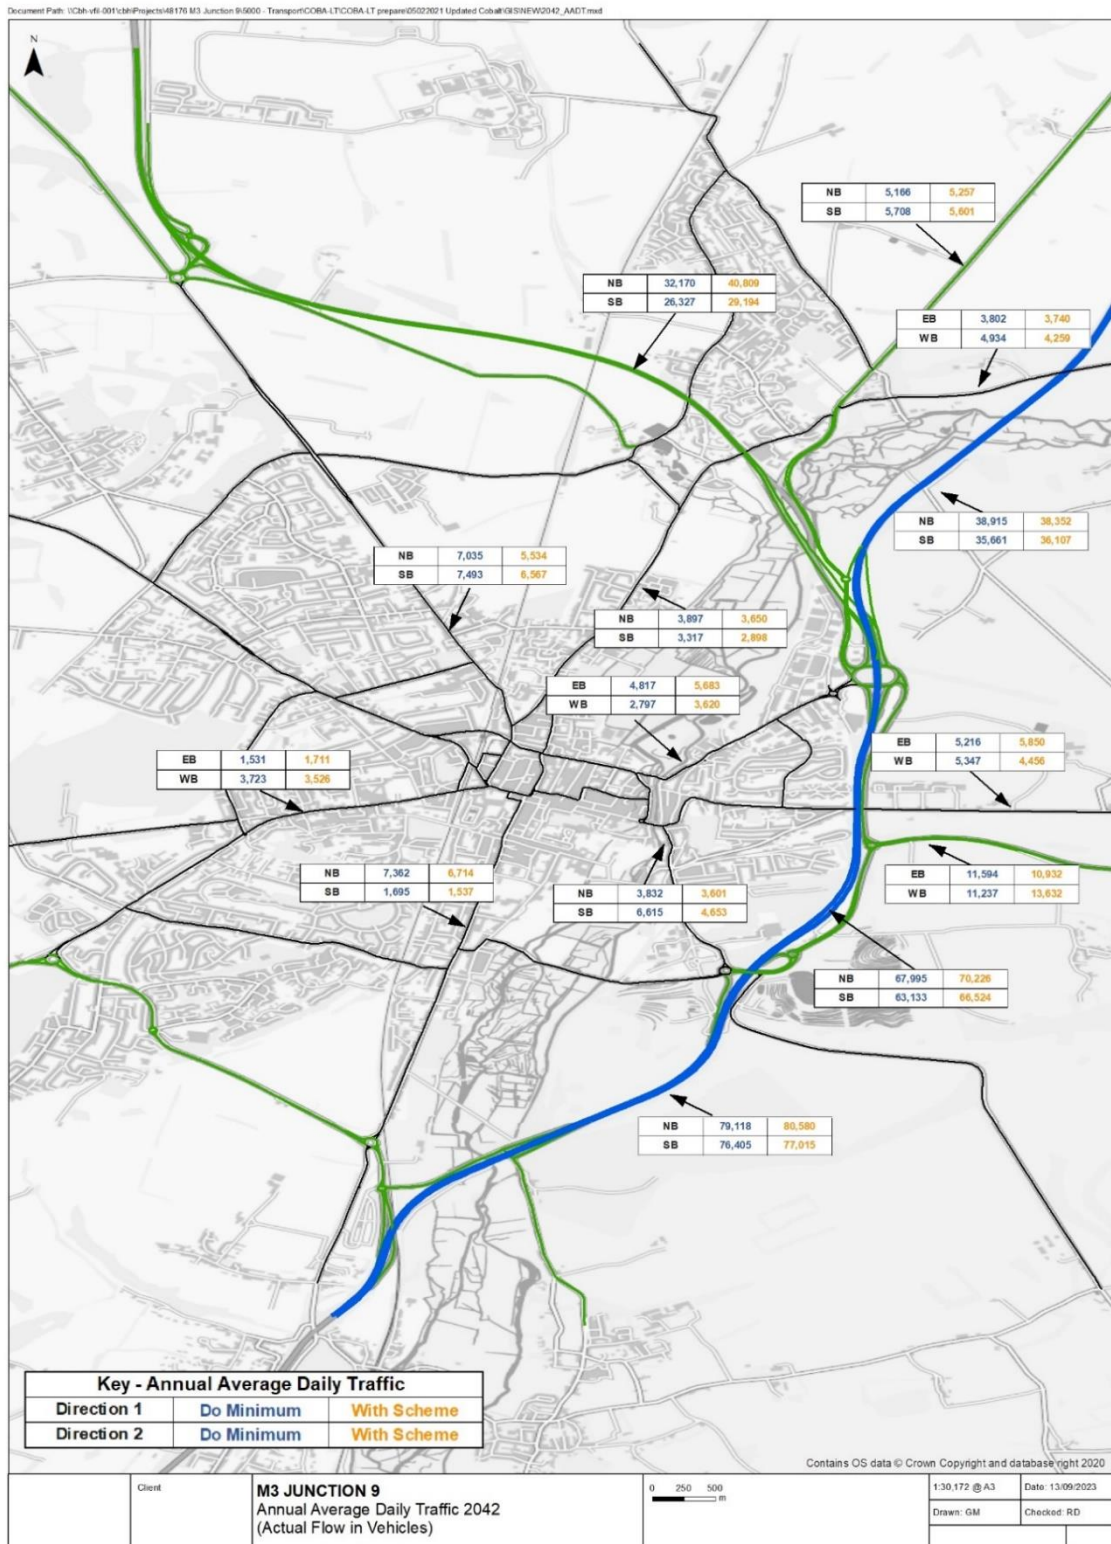 Document Path: \\Cbh-vfil-001\cbh\Projects\48176 M3 Junction 9\5000 - Transport\COBA-LT\COBA-LT prepare\05022021 Updated Cobalt\GIS\NEW\2042_AADT.mxd
N
NB 5,166 5,257
SB 5,708 5,601
NB 32,170 40,809
SB 26,327 29,194
EB 3,802 3,740
WB 4,934 4,259
NB 38,915 38,352
SB 35,661 36,107
NB 7,035 5,534
SB 7,493 6,567
NB 3,897 3,650
SB 3,317 2,898
EB 4,817 5,683
WB 2,797 3,620
EB 5,216 5,850
WB 5,347 4,456
EB 1,531 1,711
WB 3,723 3,526
NB 7,362 6,714
SB 1,695 1,537
NB 3,832 3,601
SB 6,615 4,653
EB 11,594 10,932
WB 11,237 13,632
NB 67,995 70,226
SB 63,133 66,524
NB 79,118 80,580
SB 76,405 77,015
Key - Annual Average Daily Traffic
Direction 1 Do Minimum With Scheme
Direction 2 Do Minimum With Scheme
Contains OS data © Crown Copyright and database right 2020
Client
M3 JUNCTION 9
Annual Average Daily Traffic 2042
(Actual Flow in Vehicles)
0 250 500
m
1:30,172 @ A3
Date: 13/09/2023
Drawn: GM
Checked: RD